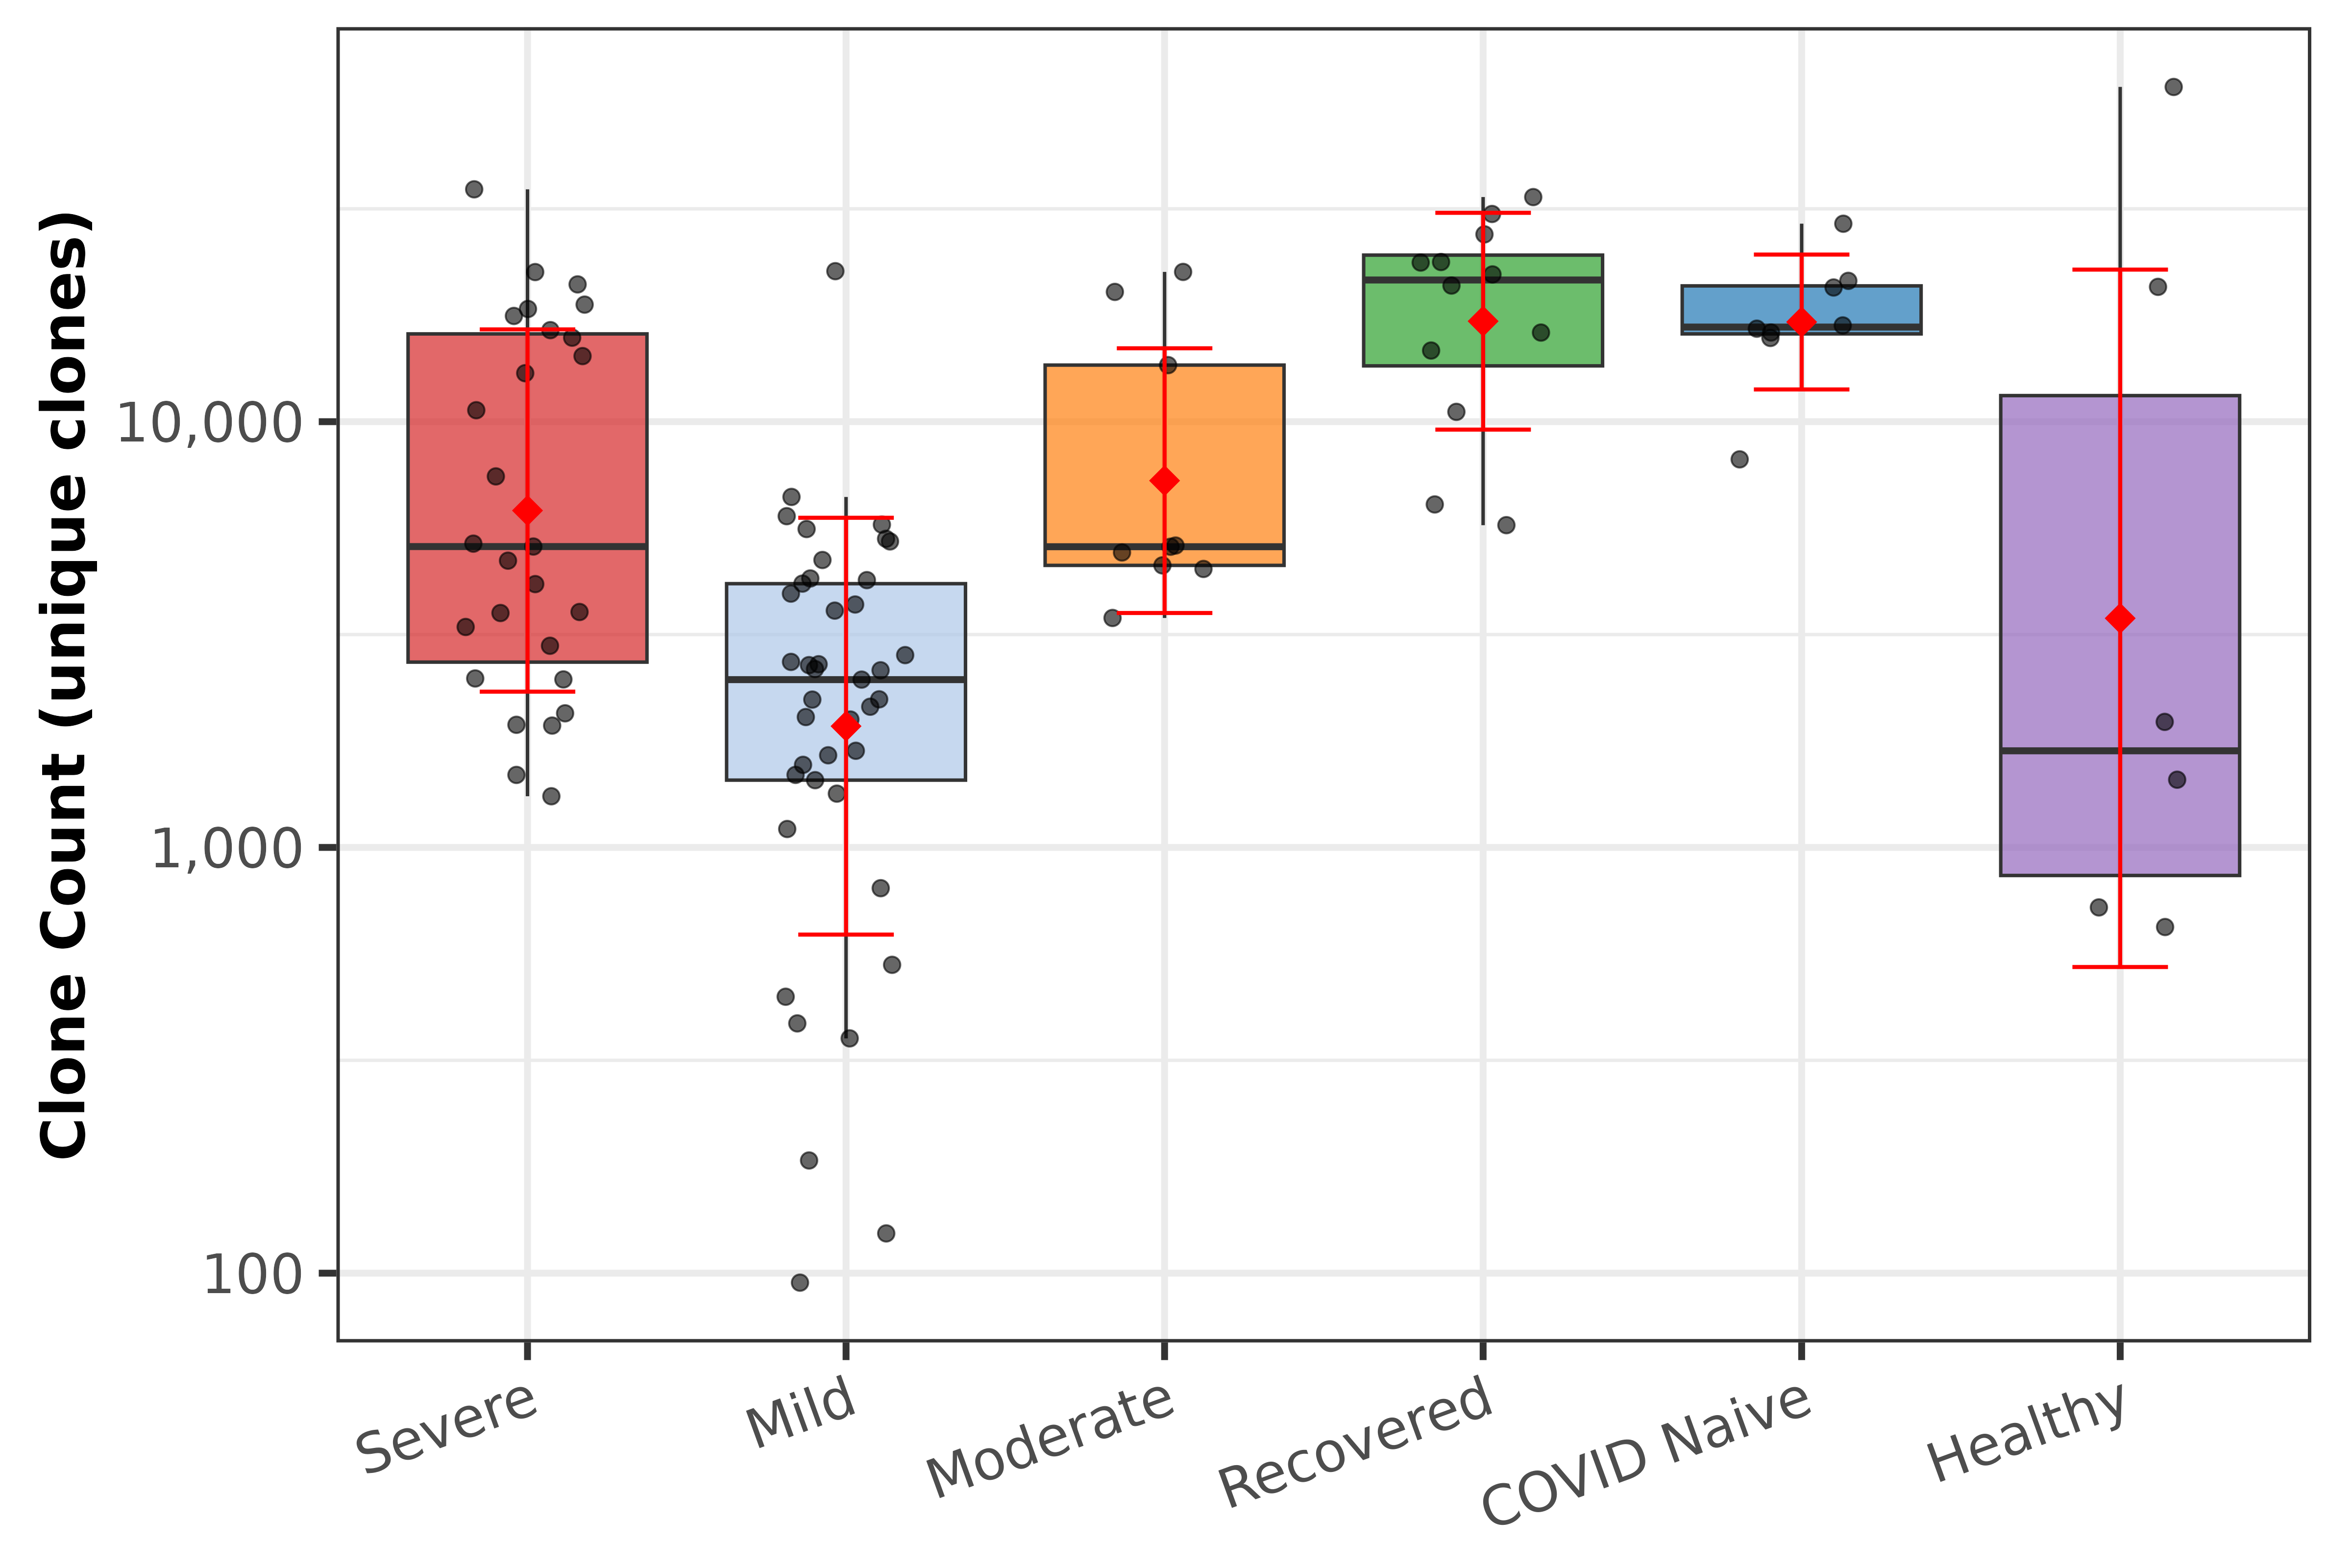 Clone Count (unique clones)
10,000
1,000
100
Severe
Mild
Moderate
Recovered
COVID Naive
Healthy